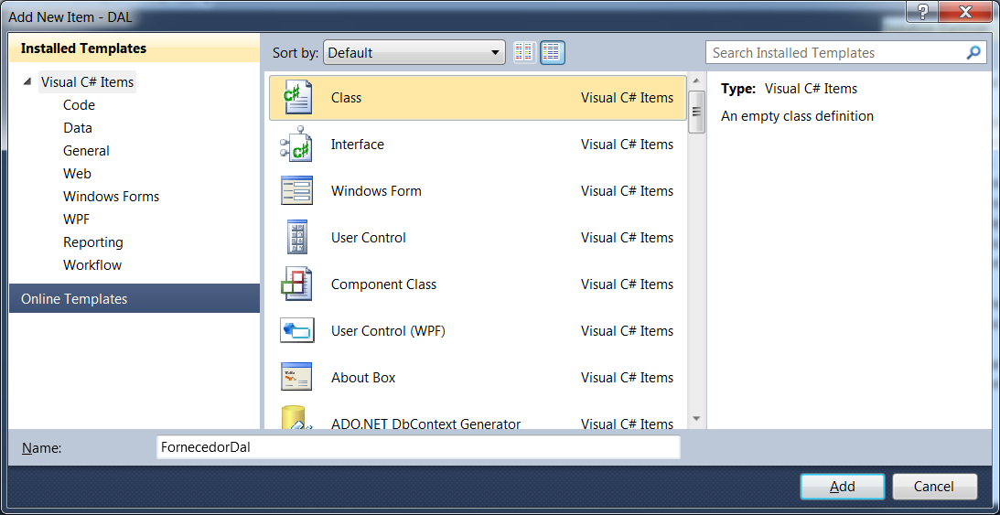 Add New Item - DAL
Installed Templates
Visual C# Items
Code
Data
General
Web
Windows Forms
WPF
Reporting
Workflow
Online Templates
Sort by: Default
Class Visual C# Items
Interface Visual C# Items
Windows Form Visual C# Items
User Control Visual C# Items
Component Class Visual C# Items
User Control (WPF) Visual C# Items
About Box Visual C# Items
ADO.NET DbContext Generator Visual C# Items
Search Installed Templates
Type: Visual C# Items
An empty class definition
Name: FornecedorDal
Add Cancel